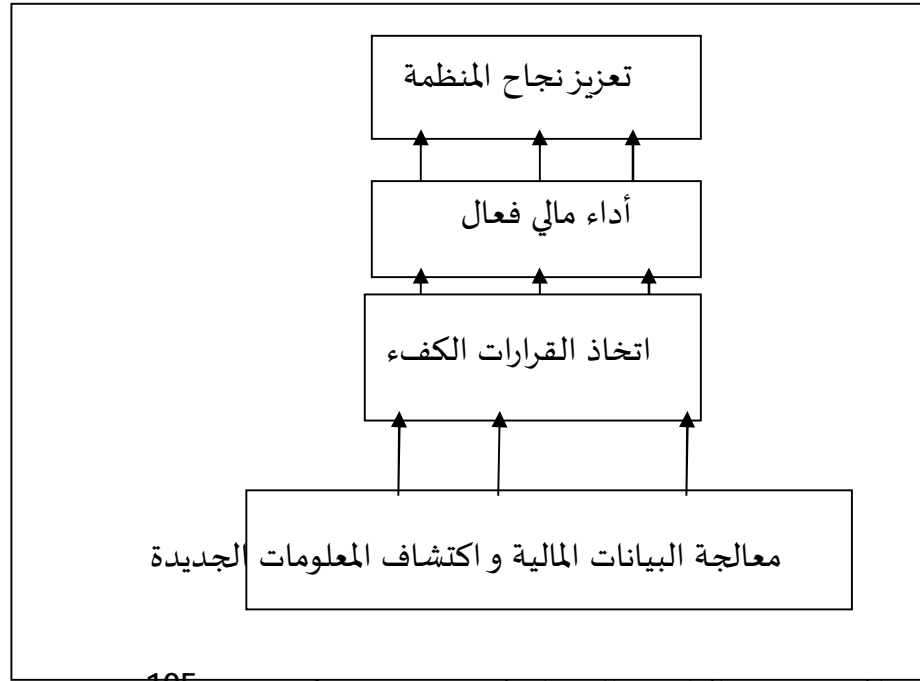 تعزيز نجاح المنظمة
أداء مالي فعال
اتخاذ القرارات الكفء
معالجة البيانات المالية و اكتشاف المعلومات الجديدة